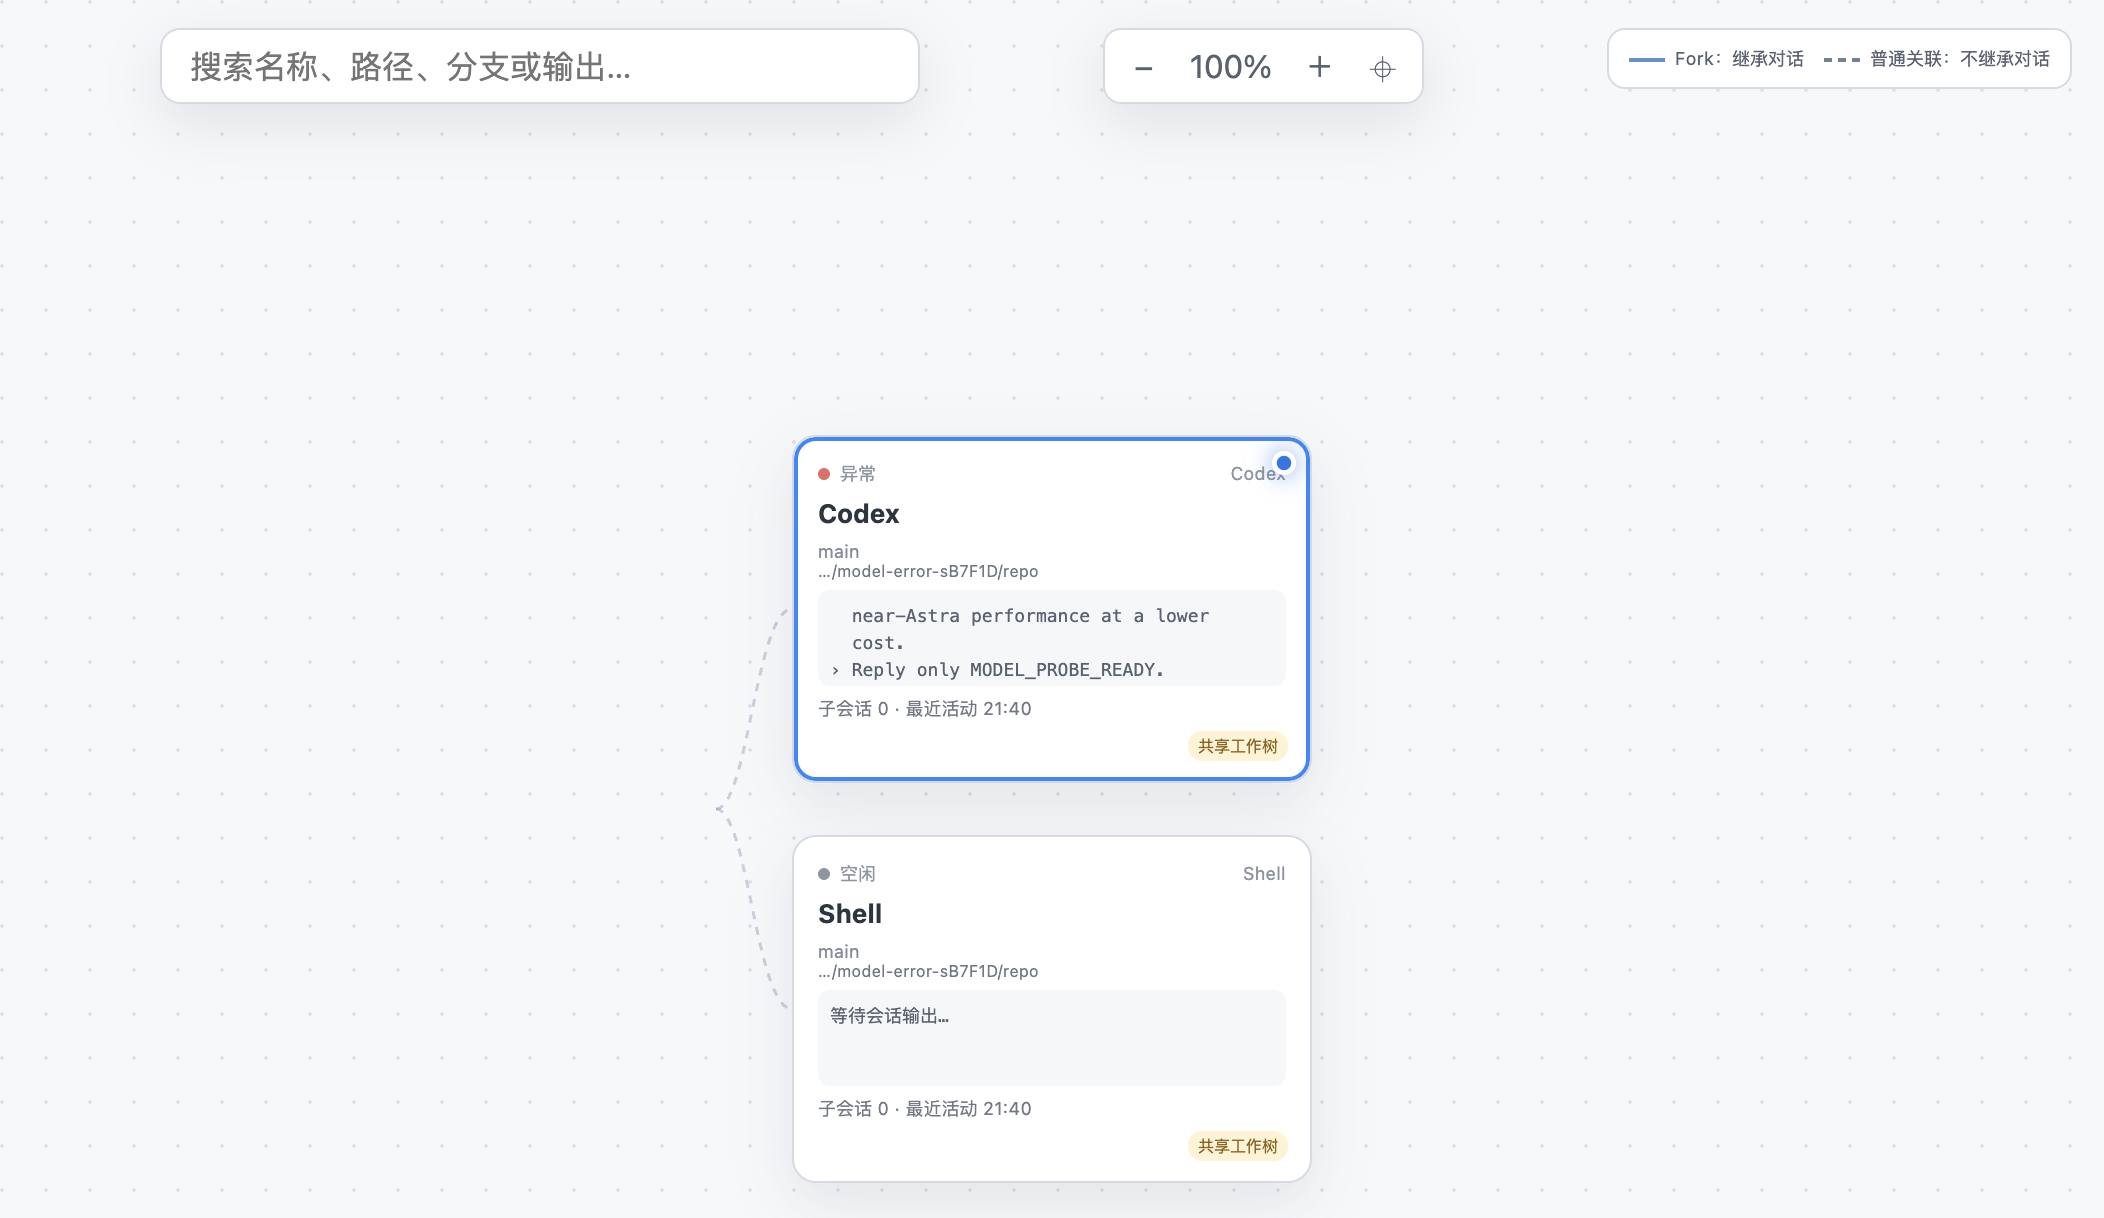 搜索名称、路径、分支或输出...
− 100% +
Fork：继承对话 普通关联：不继承对话
异常 Codex
Codex
main
.../model-error-sB7F1D/repo
near-Astra performance at a lower
cost.
› Reply only MODEL_PROBE_READY.
子会话 0 · 最近活动 21:40
共享工作树
空闲 Shell
Shell
main
.../model-error-sB7F1D/repo
等待会话输出...
子会话 0 · 最近活动 21:40
共享工作树